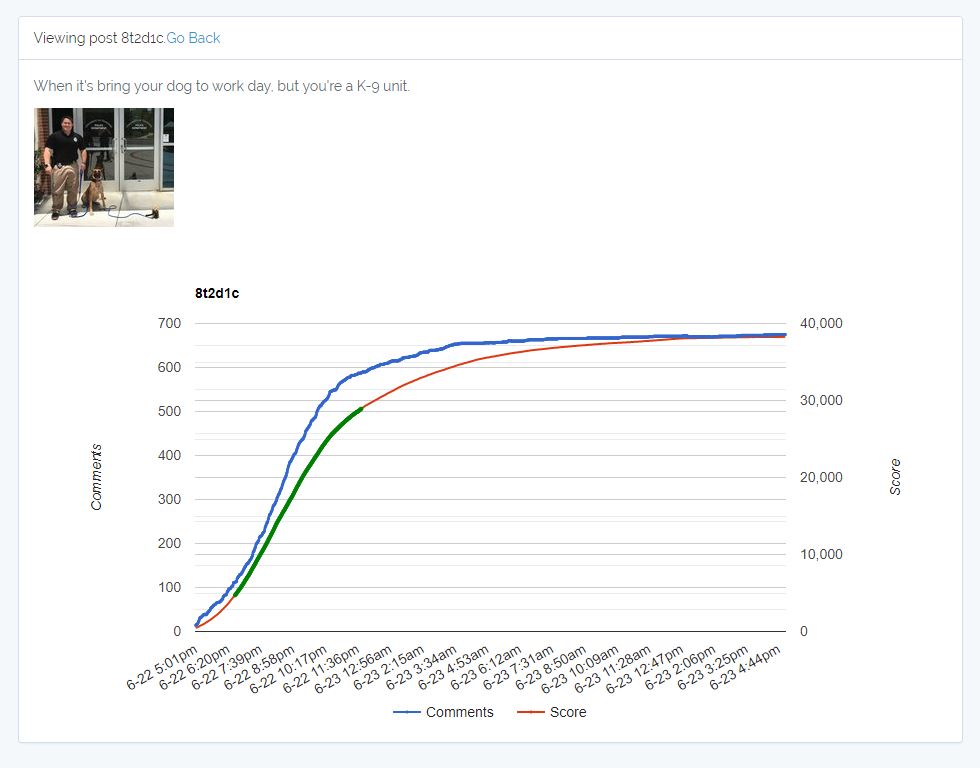 Viewing post 8t2d1c.Go Back
When it's bring your dog to work day, but you're a K-9 unit.
8t2d1c
700
600
500
400
300
200
100
0
Comments
40,000
30,000
20,000
10,000
0
Score
6-22 5:01pm
6-22 6:20pm
6-22 7:39pm
6-22 8:58pm
6-22 10:17pm
6-22 11:36pm
6-23 12:56am
6-23 2:15am
6-23 3:34am
6-23 4:53am
6-23 6:12am
6-23 7:31am
6-23 8:50am
6-23 10:09am
6-23 11:28am
6-23 12:47pm
6-23 2:06pm
6-23 3:25pm
6-23 4:44pm
Comments
Score